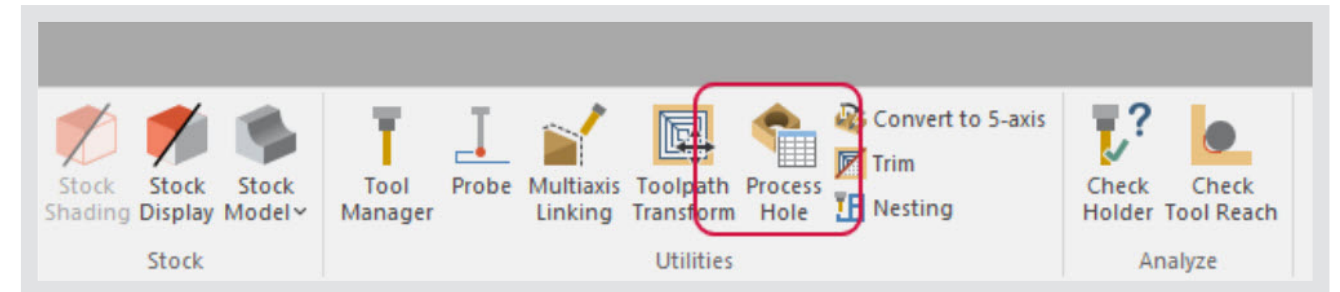 Stock
Shading
Stock
Display
Stock
Model
Tool
Manager
Probe
Multiaxis
Linking
Toolpath
Transform
Process
Hole
Convert to 5-axis
Trim
Nesting
Check
Holder
Check
Tool Reach
Stock
Utilities
Analyze